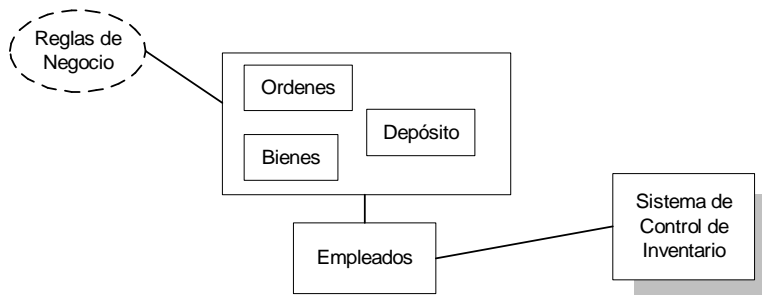 Reglas de
Negocio
Ordenes
Depósito
Bienes
Sistema de
Control de
Inventario
Empleados